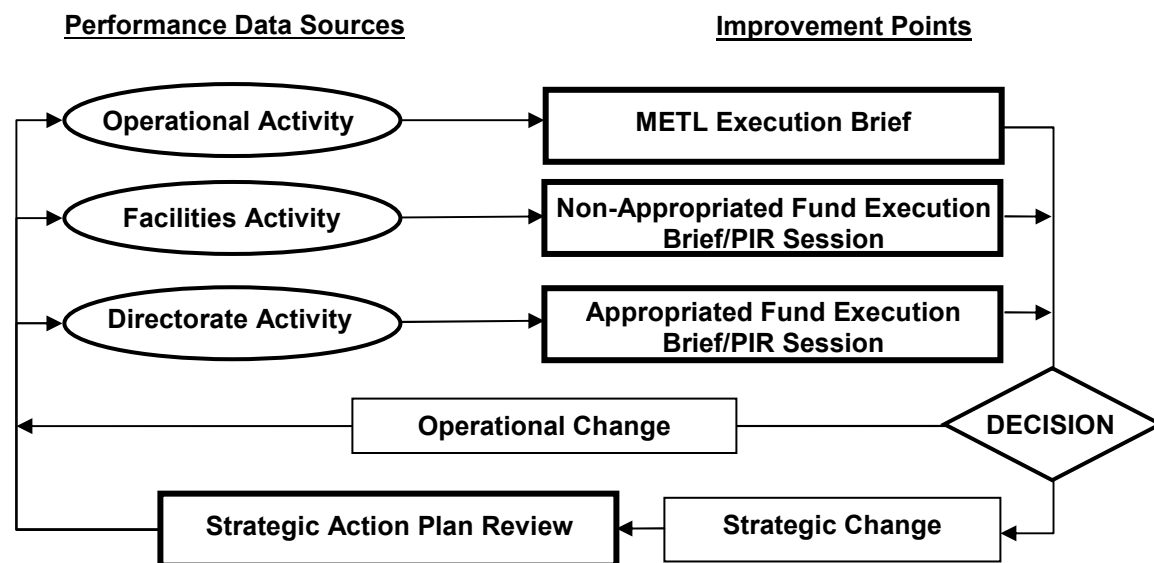 Performance Data Sources
Improvement Points
Operational Activity
METL Execution Brief
Facilities Activity
Non-Appropriated Fund Execution
Brief/PIR Session
Directorate Activity
Appropriated Fund Execution
Brief/PIR Session
Operational Change
DECISION
Strategic Action Plan Review
Strategic Change